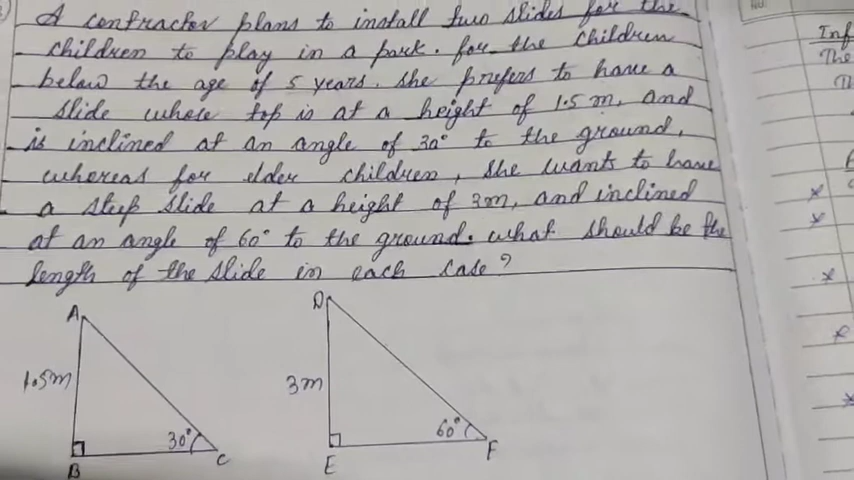 A contractor plans to install two slides for the
children to play in a park. for the children
below the age of 5 years. she prefers to have a
slide whose top is at a height of 1.5 m, and
is inclined at an angle of 30° to the ground,
whereas for elder children, she wants to have
a steep slide at a height of 3m, and inclined
at an angle of 60° to the ground. what should be the
length of the slide in each case?
A
1.5m
30°
B
C
D
3m
60°
E
F
Inf
The